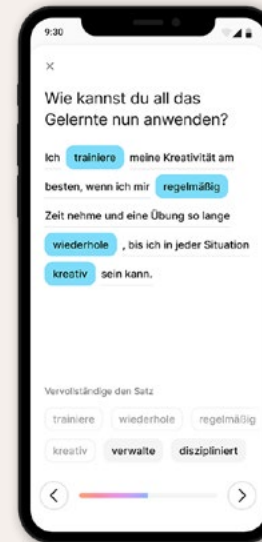 9:30
Wie kannst du all das
Gelernte nun anwenden?
Ich trainiere meine Kreativität am
besten, wenn ich mir regelmäßig
Zeit nehme und eine Übung so lange
wiederhole , bis ich in jeder Situation
kreativ sein kann.
Vervollständige den Satz
trainiere wiederhole regelmäßig
kreativ verwalte diszipliniert